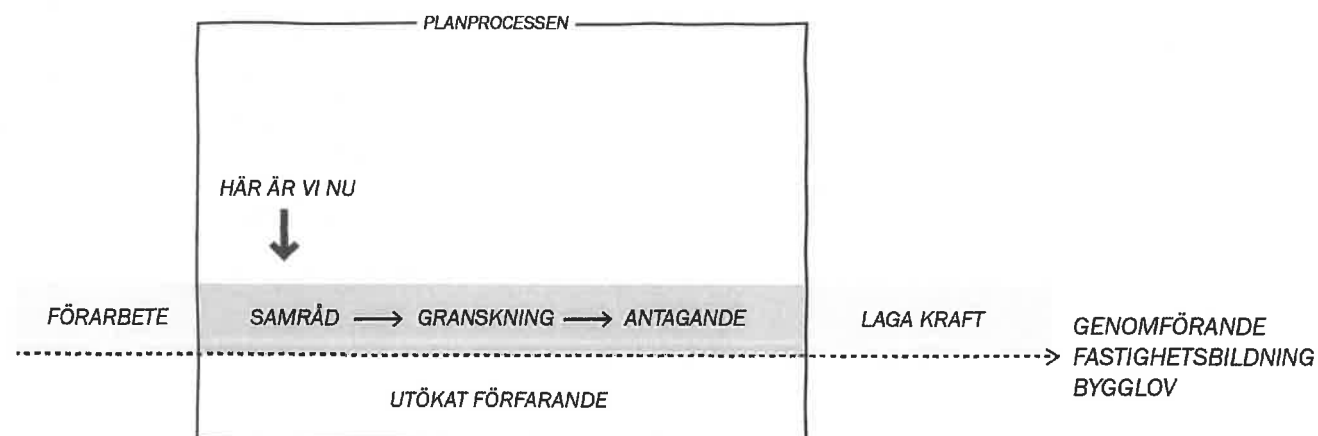 PLANPROCESSEN
HÄR ÄR VI NU
FÖRARBETE
SAMRÅD
GRANSKNING
ANTAGANDE
LAGA KRAFT
GENOMFÖRANDE
FASTIGHETSBILDNING
BYGGLOV
UTÖKAT FÖRFARANDE